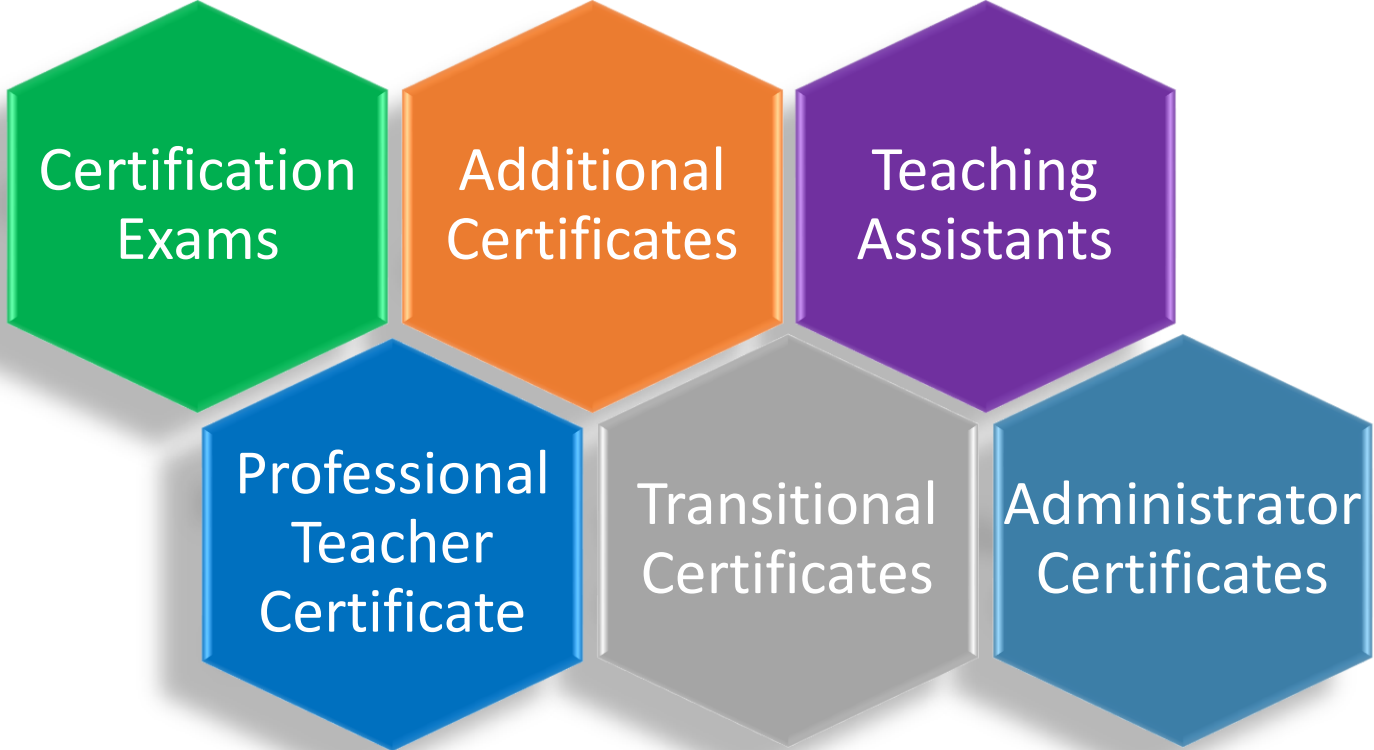 Certification
Exams
Additional
Certificates
Teaching
Assistants
Professional
Teacher
Certificate
Transitional
Certificates
Administrator
Certificates